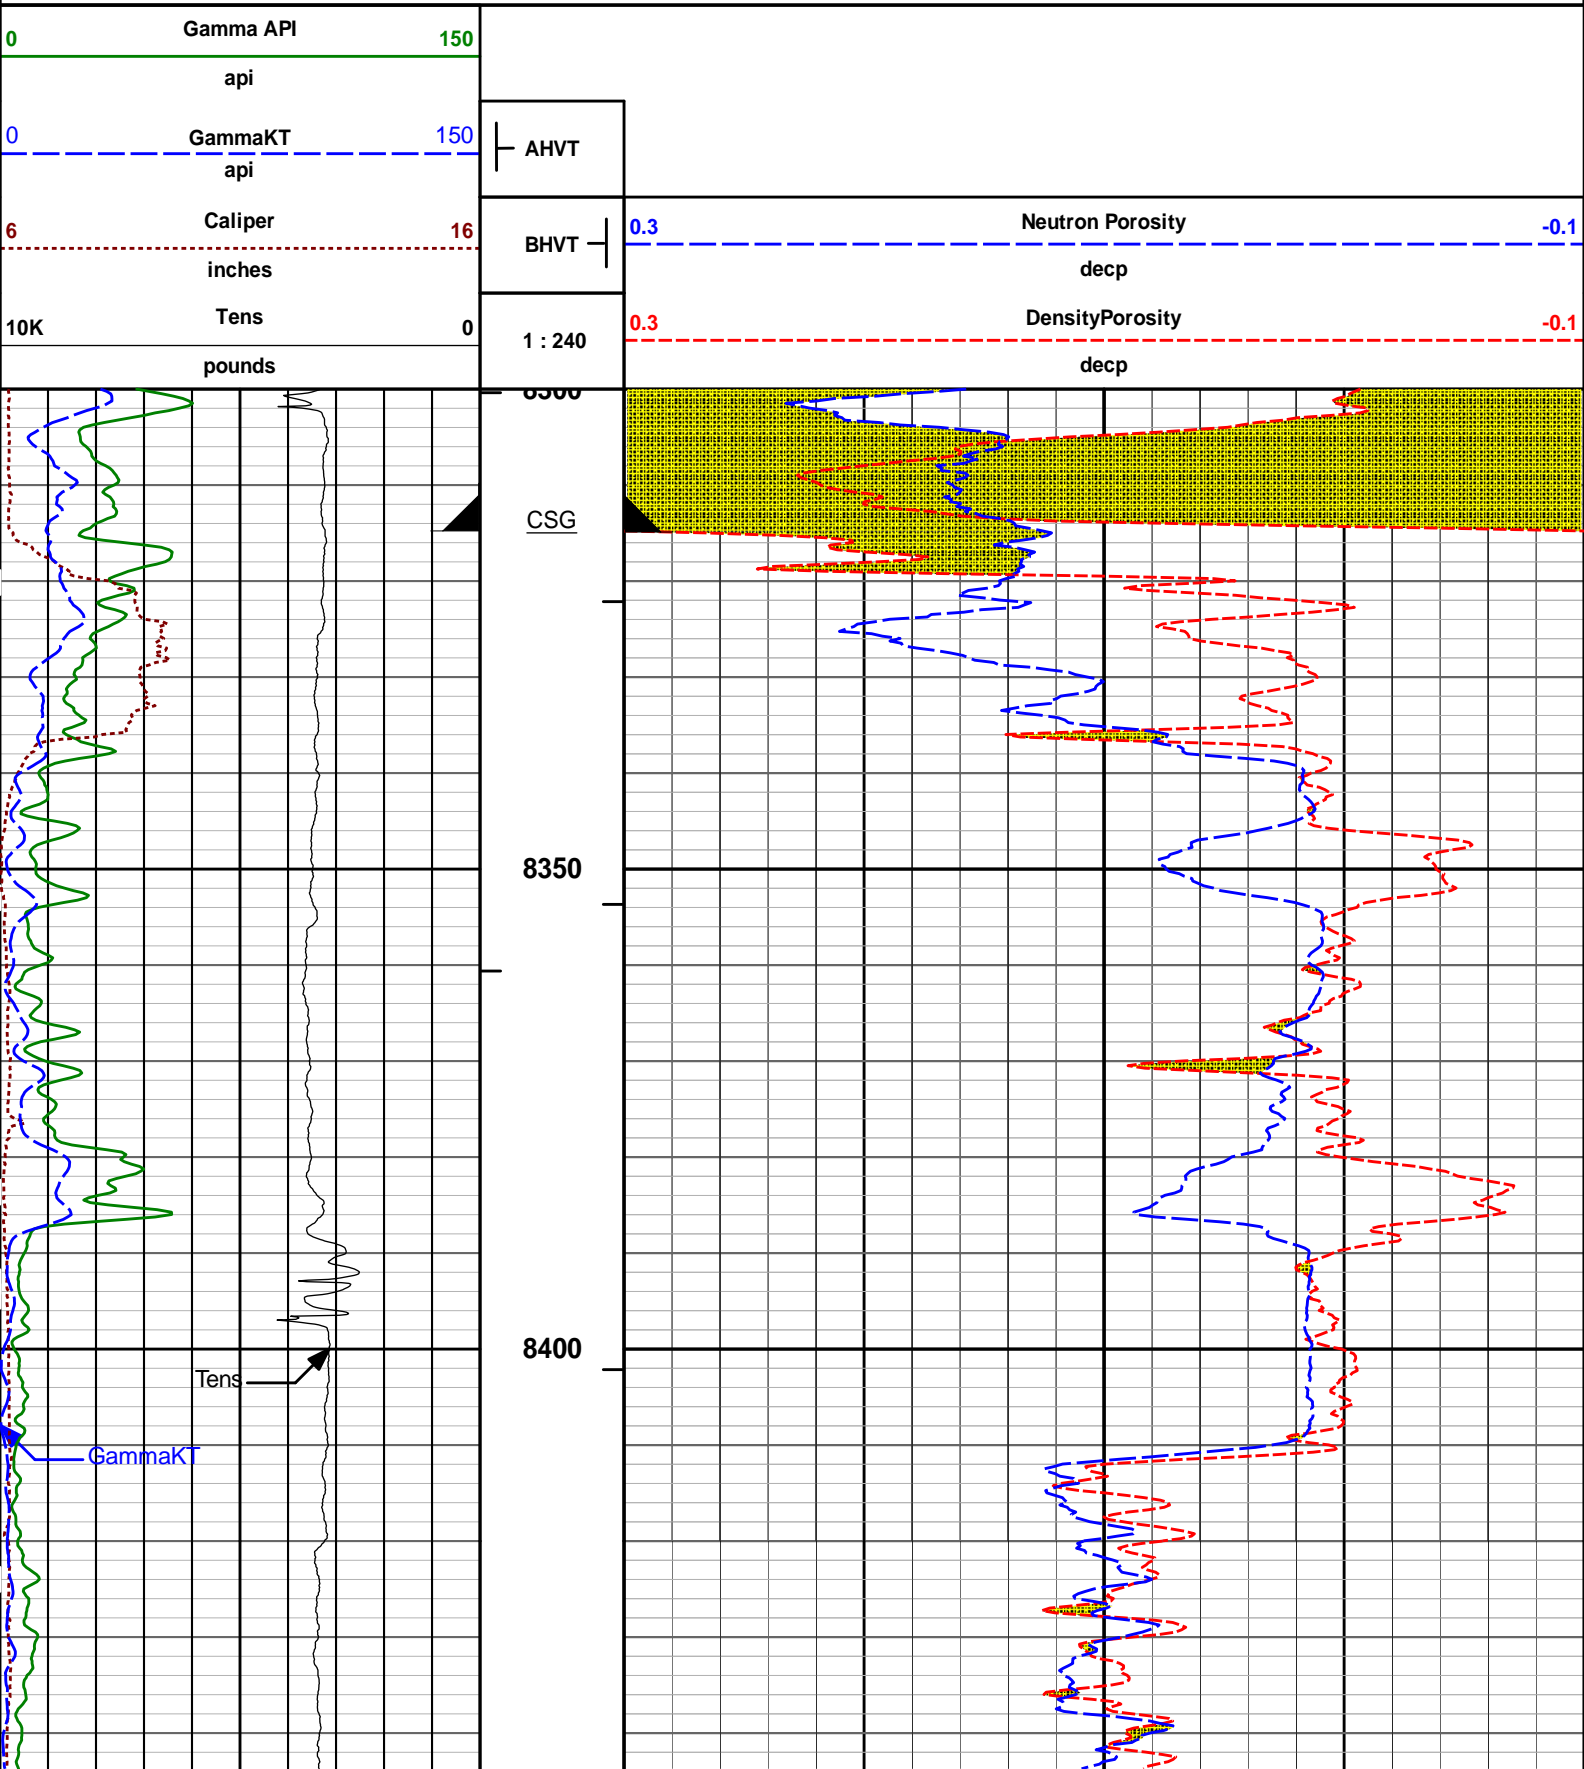 Gamma API
0 150
api
0 GammaKT 150
api
AHVT
Caliper
6 16
inches
BHVT
0.3 Neutron Porosity -0.1
decp
Tens
10K 0
pounds
1 : 240
DensityPorosity
0.3 -0.1
decp
8300
CSG
8350
8400
Tens
GammaKT